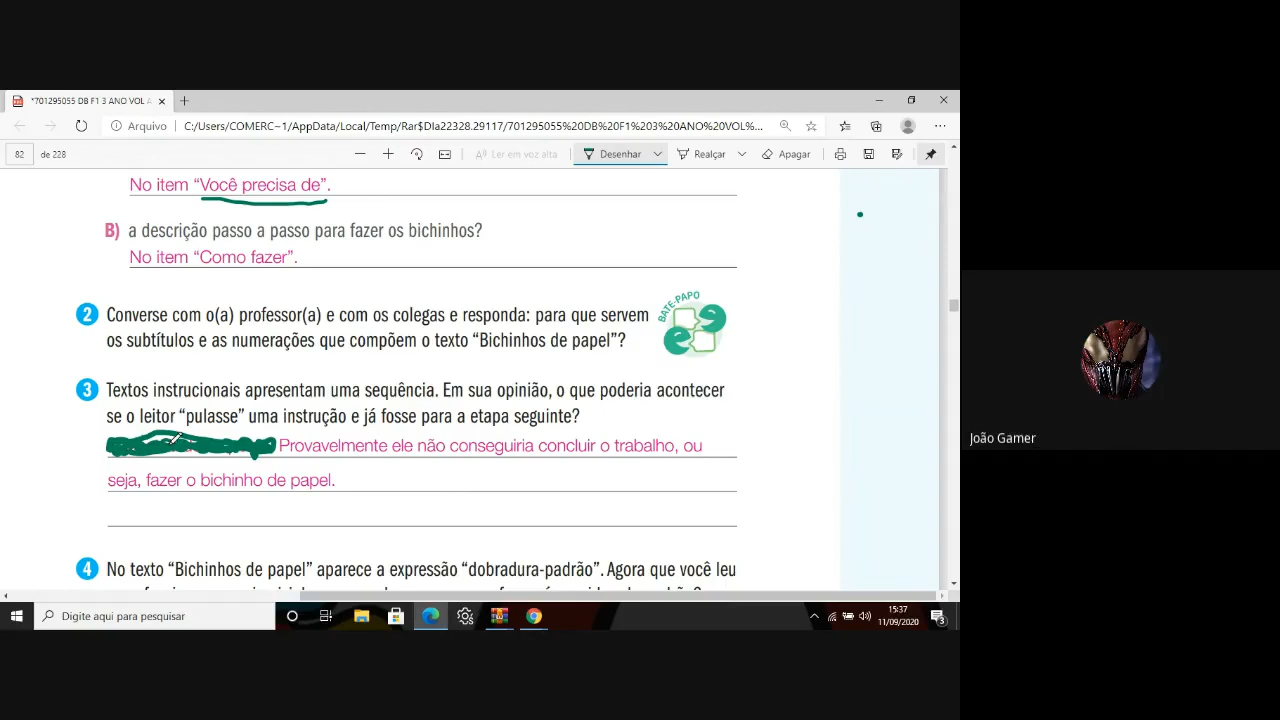 *701295055 DB F1 3 ANO VOL
Arquivo
C:/Users/COMERC~1/AppData/Local/Temp/Rar$DIa22328.29117/701295055%20DB%20F1%203%20ANO%20VOL%...
82 de 228
Ler em voz alta
Desenhar
Realçar
Apagar
No item “Você precisa de”.
B) a descrição passo a passo para fazer os bichinhos?
No item “Como fazer”.
2 Converse com o(a) professor(a) e com os colegas e responda: para que servem
os subtítulos e as numerações que compõem o texto “Bichinhos de papel”?
BATE-PAPO
3 Textos instrucionais apresentam uma sequência. Em sua opinião, o que poderia acontecer
se o leitor “pulasse” uma instrução e já fosse para a etapa seguinte?
Provavelmente ele não conseguiria concluir o trabalho, ou
seja, fazer o bichinho de papel.
4 No texto “Bichinhos de papel” aparece a expressão “dobradura-padrão”. Agora que você leu
João Gamer
Digite aqui para pesquisar
15:37
11/09/2020
3